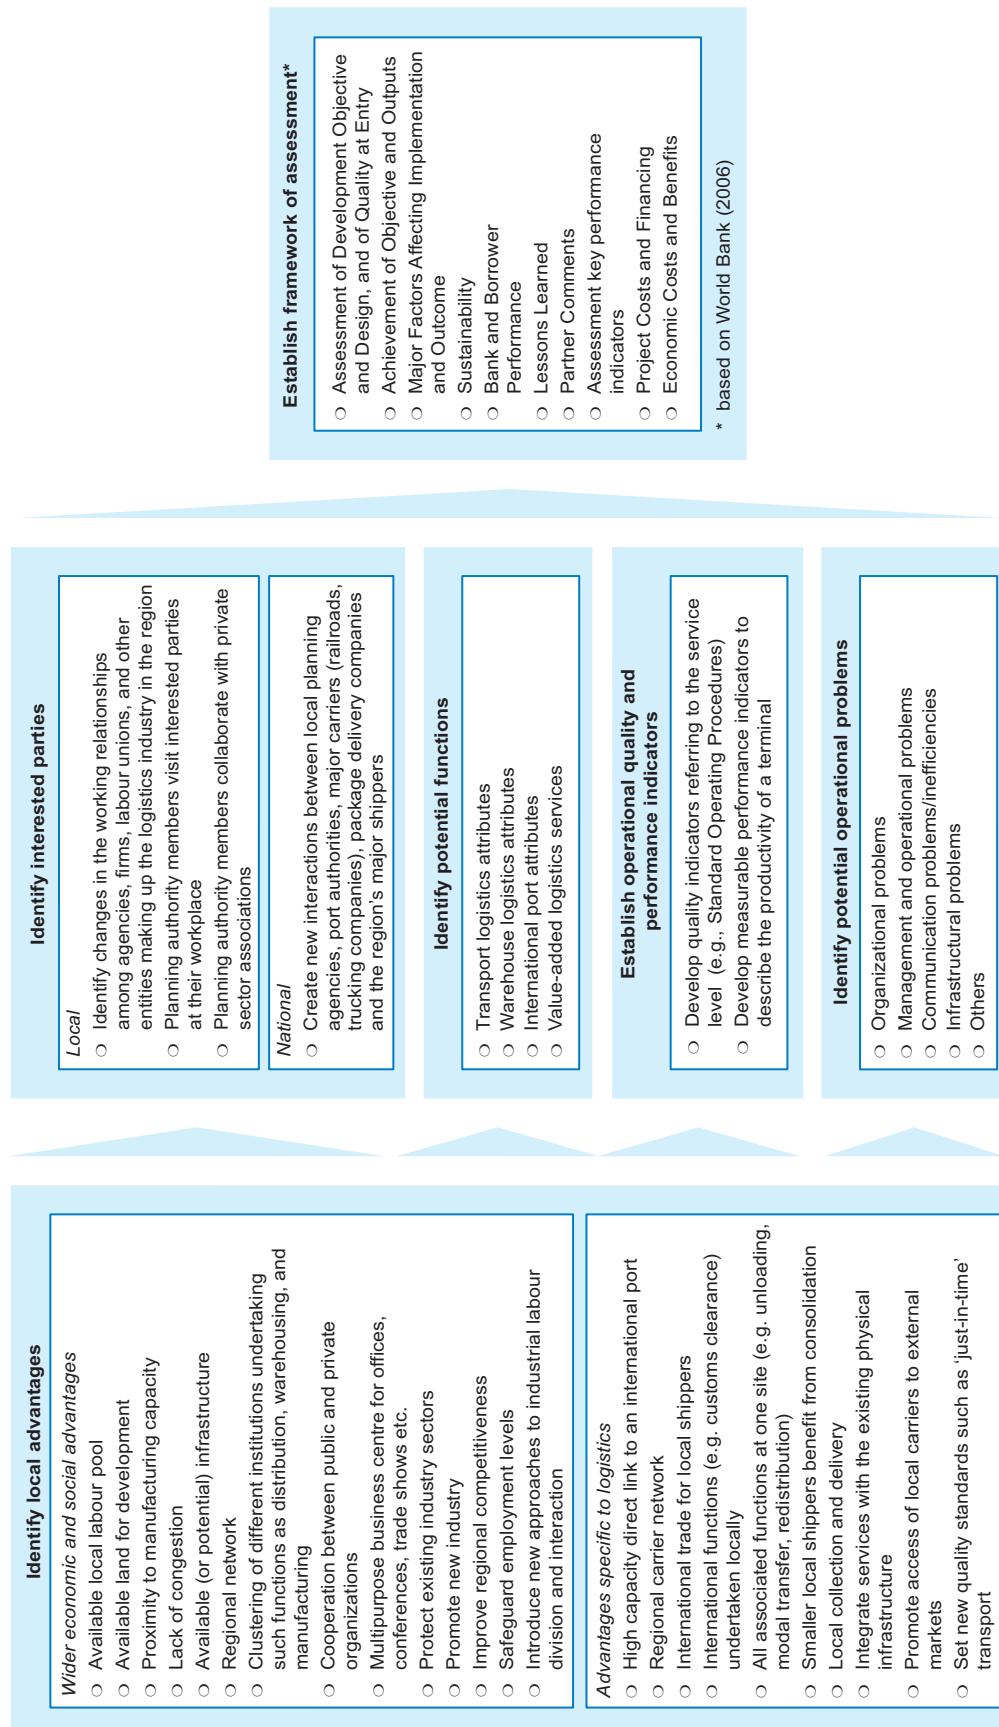 Identify local advantages
Wider economic and social advantages
❍ Available local labour pool
❍ Available land for development
❍ Proximity to manufacturing capacity
❍ Lack of congestion
❍ Available (or potential) infrastructure
❍ Regional network
❍ Clustering of different institutions undertaking
such functions as distribution, warehousing, and
manufacturing
❍ Cooperation between public and private
organizations
❍ Multipurpose business centre for offices,
conferences, trade shows etc.
❍ Protect existing industry sectors
❍ Promote new industry
❍ Improve regional competitiveness
❍ Safeguard employment levels
❍ Introduce new approaches to industrial labour
division and interaction
Advantages specific to logistics
❍ High capacity direct link to an international port
❍ Regional carrier network
❍ International trade for local shippers
❍ International functions (e.g. customs clearance)
undertaken locally
❍ All associated functions at one site (e.g. unloading,
modal transfer, redistribution)
❍ Smaller local shippers benefit from consolidation
❍ Local collection and delivery
❍ Integrate services with the existing physical
infrastructure
❍ Promote access of local carriers to external
markets
❍ Set new quality standards such as ‘just-in-time’
transport
Identify interested parties
Local
❍ Identify changes in the working relationships
among agencies, firms, labour unions, and other
entities making up the logistics industry in the region
❍ Planning authority members visit interested parties
at their workplace
❍ Planning authority members collaborate with private
sector associations
National
❍ Create new interactions between local planning
agencies, port authorities, major carriers (railroads,
trucking companies), package delivery companies
and the region’s major shippers
Identify potential functions
❍ Transport logistics attributes
❍ Warehouse logistics attributes
❍ International port attributes
❍ Value-added logistics services
Establish operational quality and
performance indicators
❍ Develop quality indicators referring to the service
level (e.g., Standard Operating Procedures)
❍ Develop measurable performance indicators to
describe the productivity of a terminal
Identify potential operational problems
❍ Organizational problems
❍ Management and operational problems
❍ Communication problems/inefficiencies
❍ Infrastructural problems
❍ Others
Establish framework of assessment*
❍ Assessment of Development Objective
and Design, and of Quality at Entry
❍ Achievement of Objective and Outputs
❍ Major Factors Affecting Implementation
and Outcome
❍ Sustainability
❍ Bank and Borrower
Performance
❍ Lessons Learned
❍ Partner Comments
❍ Assessment key performance
indicators
❍ Project Costs and Financing
❍ Economic Costs and Benefits
* based on World Bank (2006)